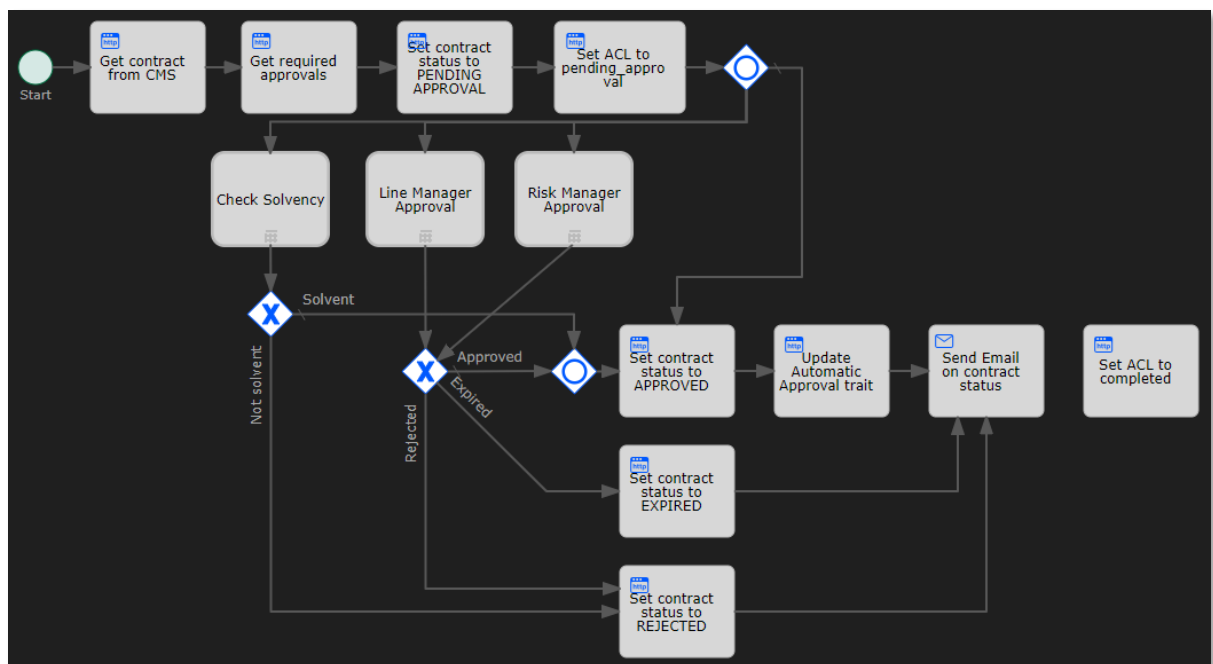 Start
http
Get contract
from CMS
http
Get required
approvals
http
Set contract
status to
PENDING
APPROVAL
http
Set ACL to
pending_appro
val
Check Solvency
Line Manager
Approval
Risk Manager
Approval
Solvent
Not solvent
Approved
Expired
Rejected
http
Set contract
status to
APPROVED
http
Update
Automatic
Approval trait
Send Email
on contract
status
http
Set ACL to
completed
http
Set contract
status to
EXPIRED
http
Set contract
status to
REJECTED